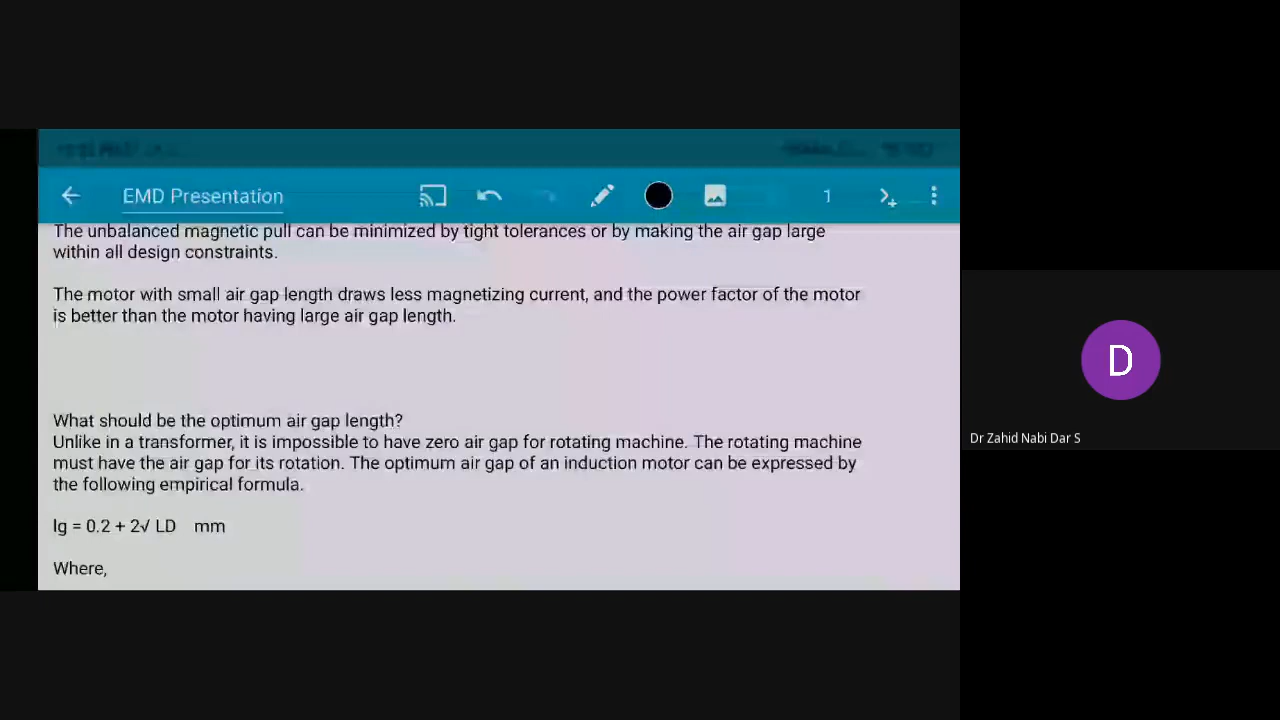 EMD Presentation
1
The unbalanced magnetic pull can be minimized by tight tolerances or by making the air gap large
within all design constraints.
The motor with small air gap length draws less magnetizing current, and the power factor of the motor
is better than the motor having large air gap length.
What should be the optimum air gap length?
Unlike in a transformer, it is impossible to have zero air gap for rotating machine. The rotating machine
must have the air gap for its rotation. The optimum air gap of an induction motor can be expressed by
the following empirical formula.
lg = 0.2 + 2√ LD mm
Where,
D
Dr Zahid Nabi Dar S